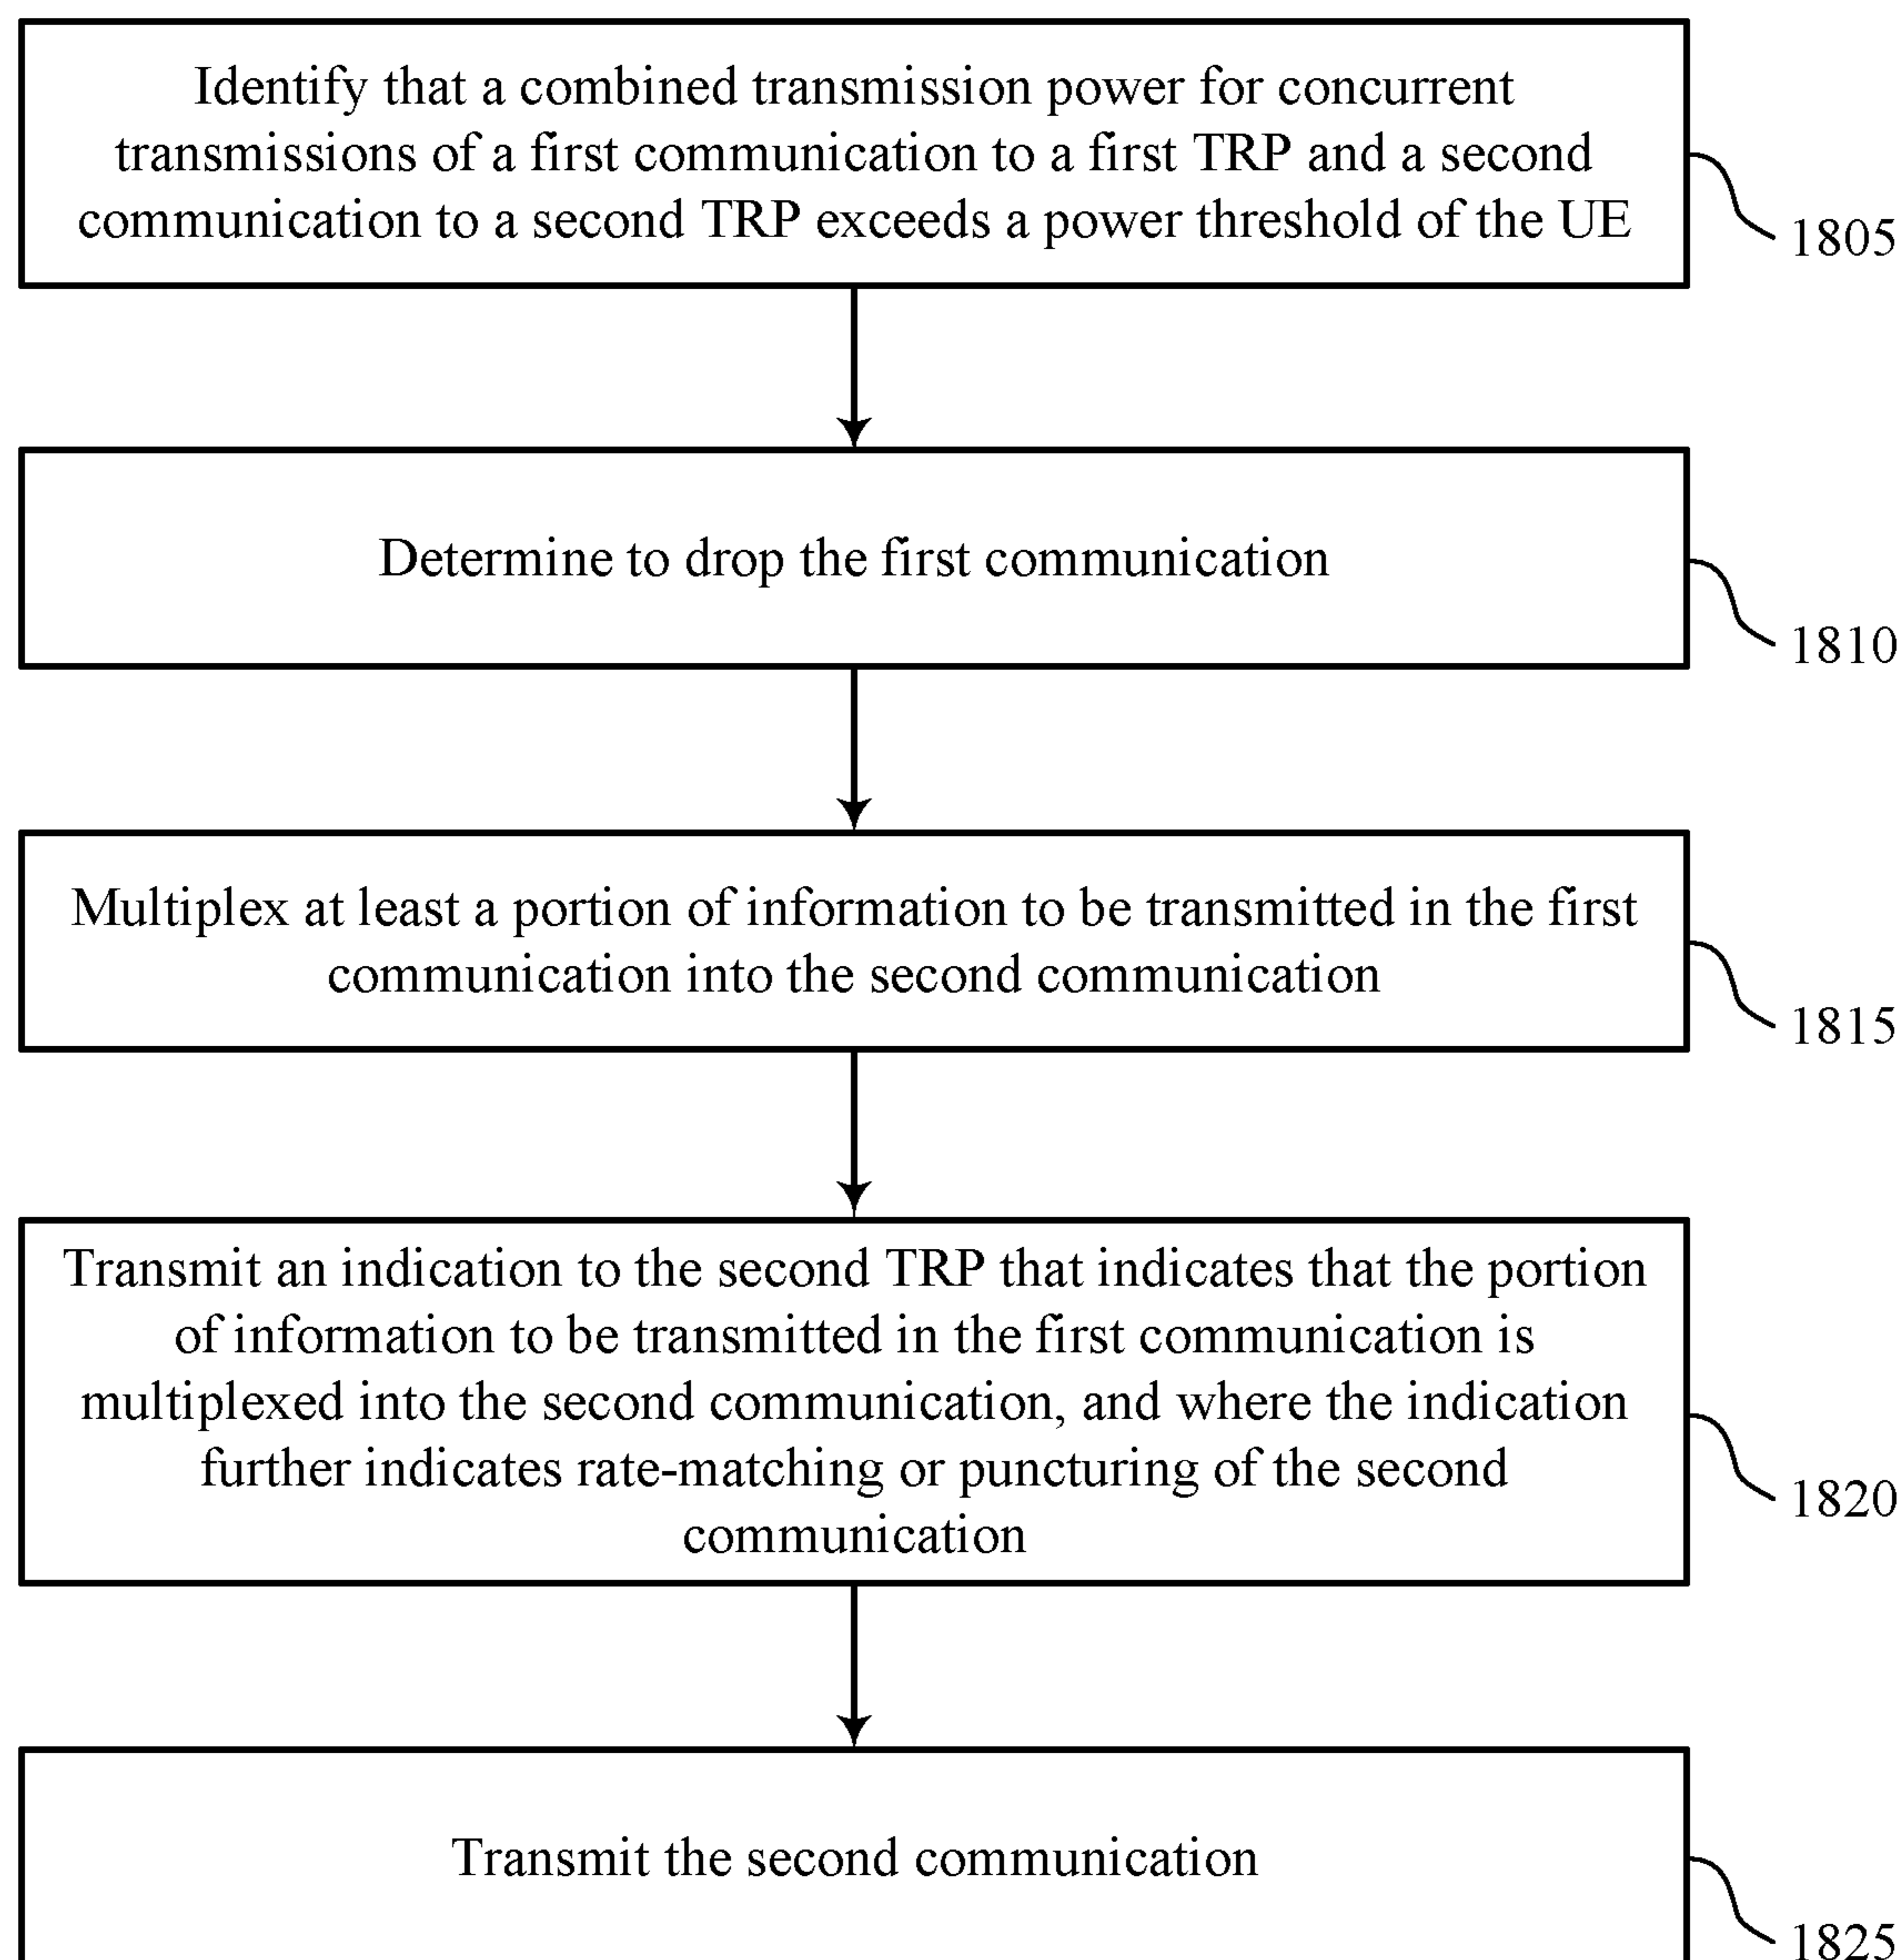 Identify that a combined transmission power for concurrent
transmissions of a first communication to a first TRP and a second
communication to a second TRP exceeds a power threshold of the UE
1805
Determine to drop the first communication
1810
Multiplex at least a portion of information to be transmitted in the first
communication into the second communication
1815
Transmit an indication to the second TRP that indicates that the portion
of information to be transmitted in the first communication is
multiplexed into the second communication, and where the indication
further indicates rate-matching or puncturing of the second
communication
1820
Transmit the second communication
1825